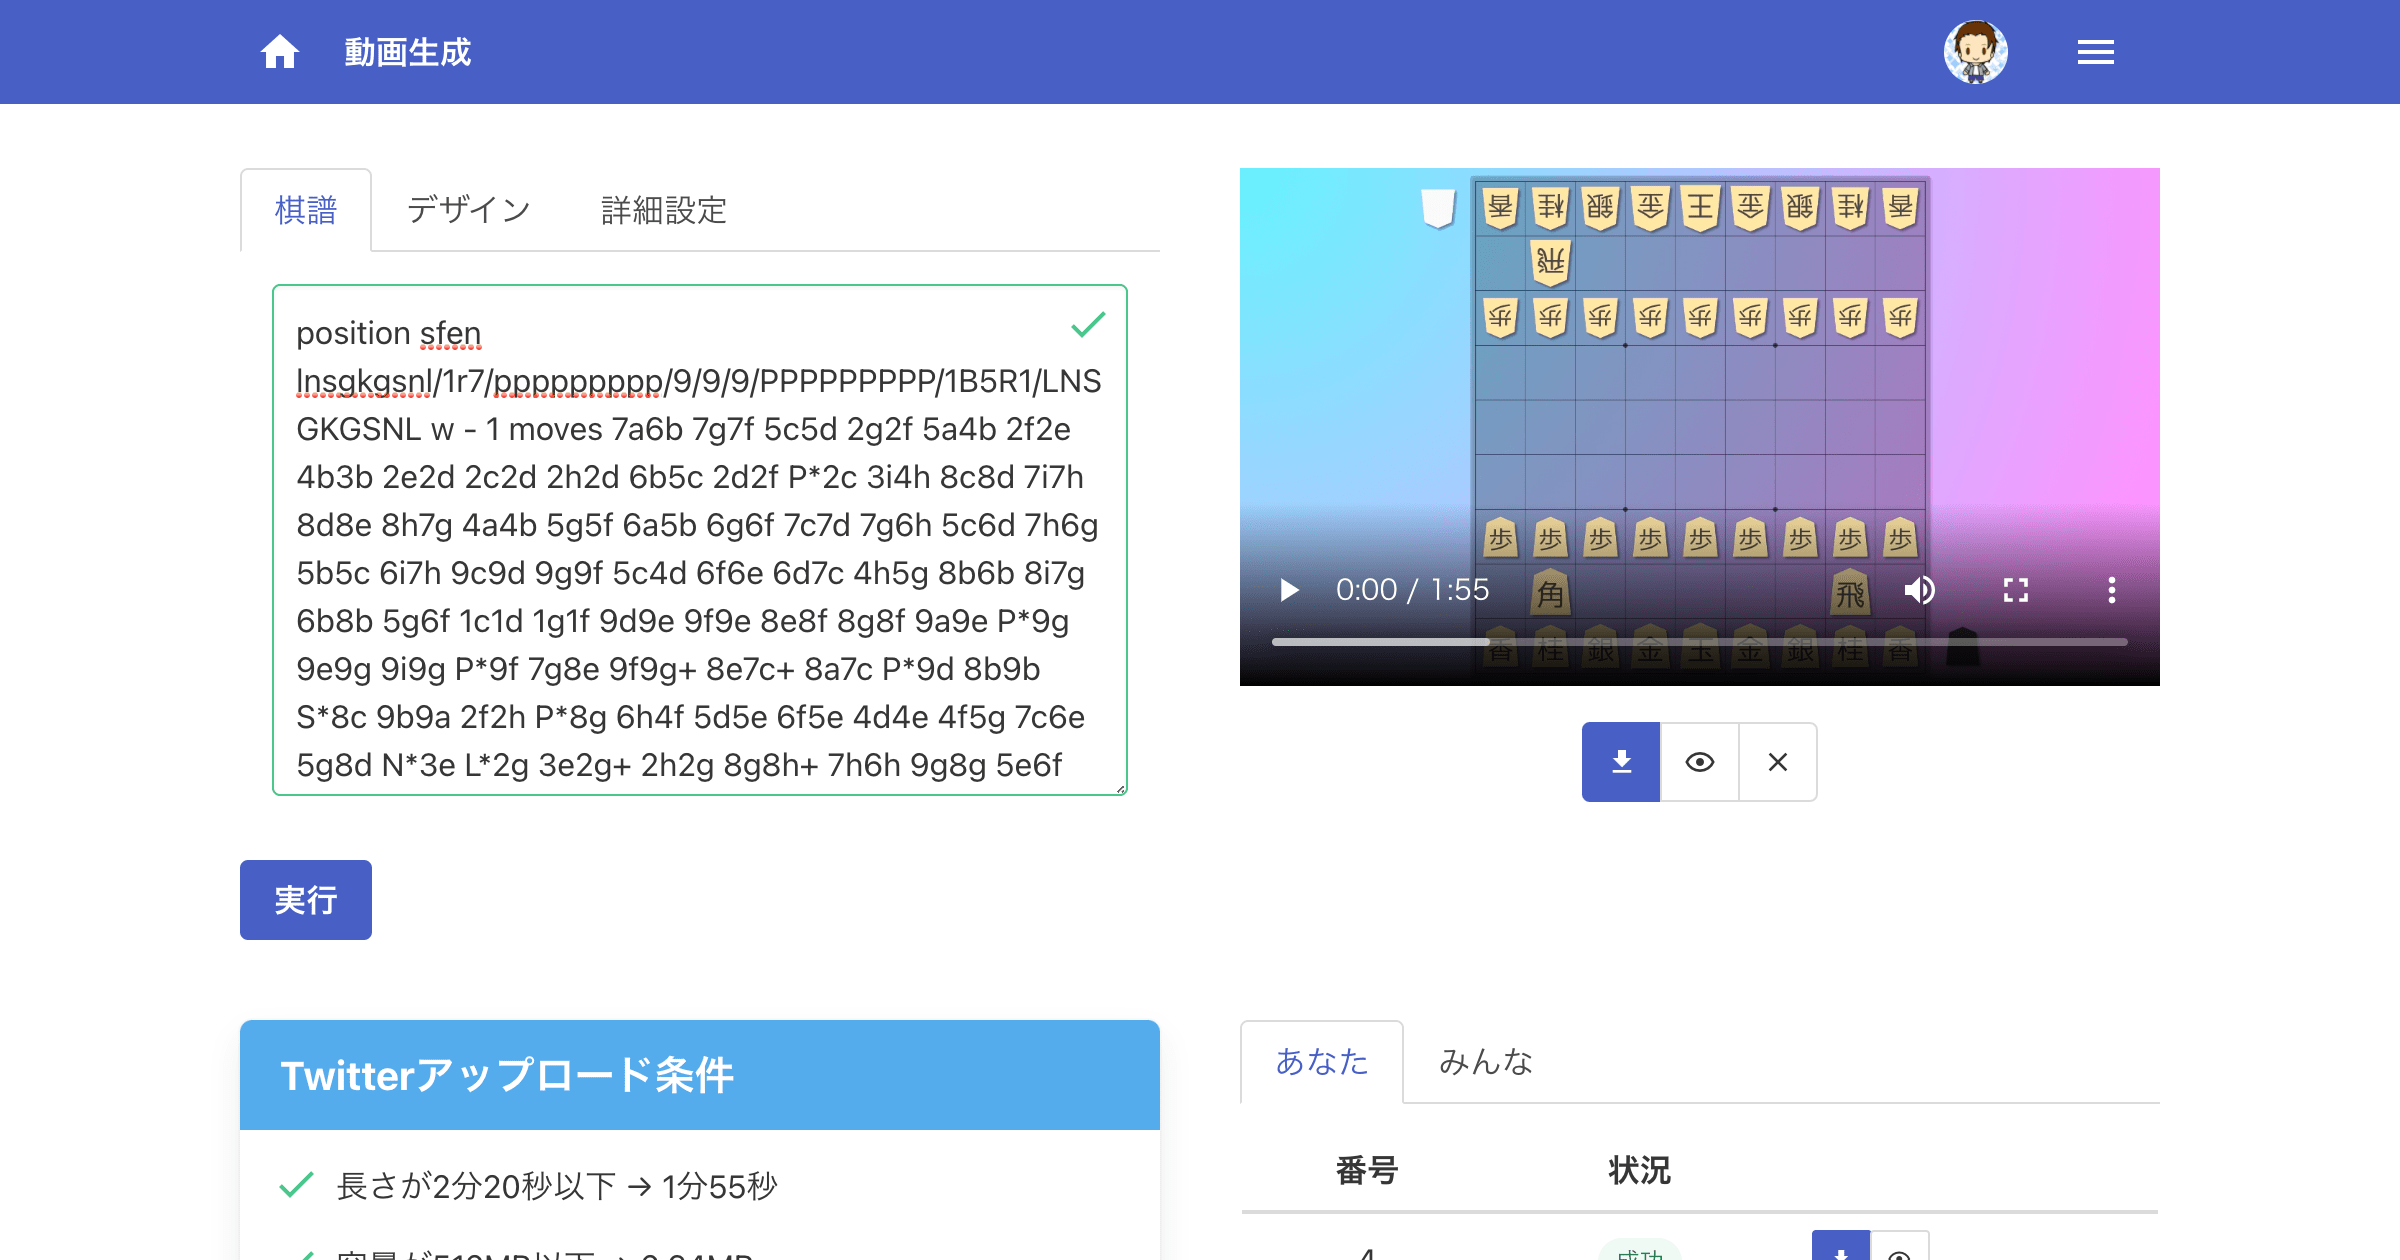 動画生成
棋譜 デザイン 詳細設定
position sfen
lnsgkgsnl/1r7/ppppppppp/9/9/9/PPPPPPPPP/1B5R1/LNS
GKGSNL w - 1 moves 7a6b 7g7f 5c5d 2g2f 5a4b 2f2e
4b3b 2e2d 2c2d 2h2d 6b5c 2d2f P*2c 3i4h 8c8d 7i7h
8d8e 8h7g 4a4b 5g5f 6a5b 6g6f 7c7d 7g6h 5c6d 7h6g
5b5c 6i7h 9c9d 9g9f 5c4d 6f6e 6d7c 4h5g 8b6b 8i7g
6b8b 5g6f 1c1d 1g1f 9d9e 9f9e 8e8f 8g8f 9a9e P*9g
9e9g 9i9g P*9f 7g8e 9f9g+ 8e7c+ 8a7c P*9d 8b9b
S*8c 9b9a 2f2h P*8g 6h4f 5d5e 6f5e 4d4e 4f5g 7c6e
5g8d N*3e L*2g 3e2g+ 2h2g 8g8h+ 7h6h 9g8g 5e6f
実行
香 桂 銀 金 王 金 銀 桂 香
飛
歩 歩 歩 歩 歩 歩 歩 歩 歩
歩 歩 歩 歩 歩 歩 歩 歩 歩
角 飛
0:00 / 1:55
香 桂 銀 金 玉 金 銀 桂 香
Twitterアップロード条件
長さが2分20秒以下 → 1分55秒
あなた みんな
番号 状況
4 成功